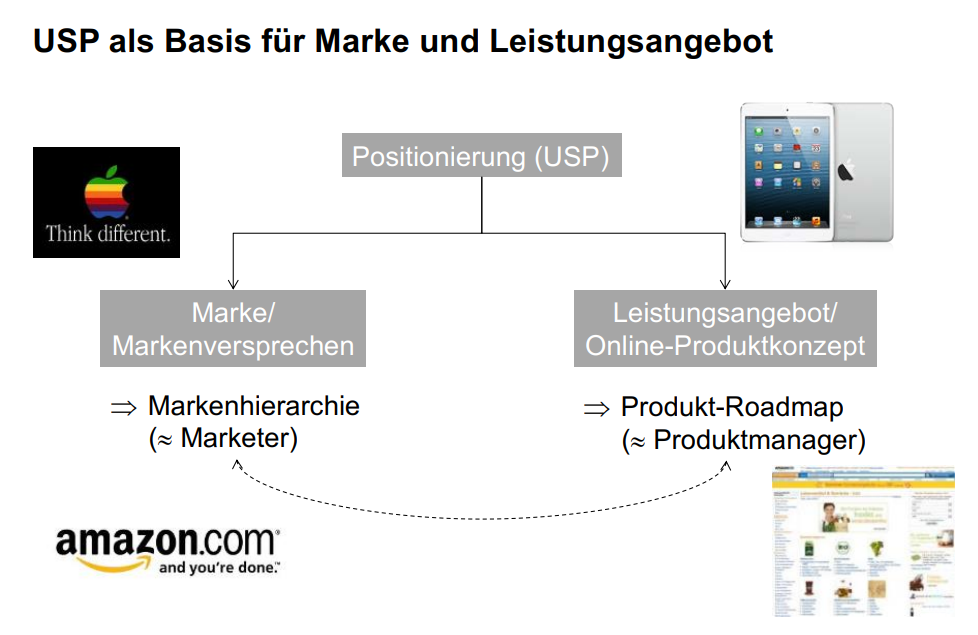 USP als Basis für Marke und Leistungsangebot
Positionierung (USP)
Think different.
Marke/
Markenversprechen
Leistungsangebot/
Online-Produktkonzept
⇒ Markenhierarchie
(≈ Marketer)
⇒ Produkt-Roadmap
(≈ Produktmanager)
amazon.com®
and you're done.™